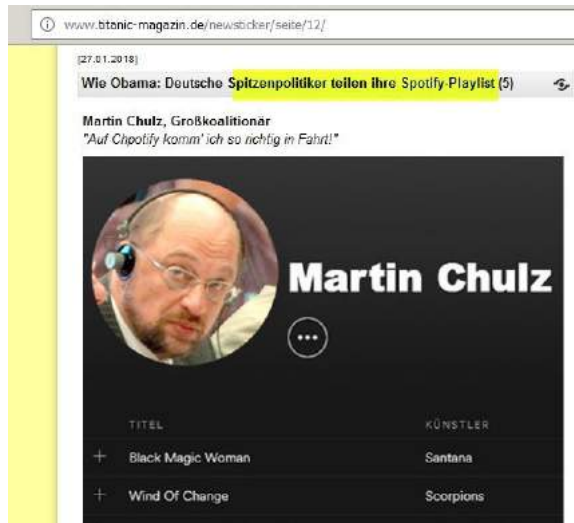 www.titanic-magazin.de/newsticker/seite/12/
[27.01.2018]
Wie Obama: Deutsche Spitzenpolitiker teilen ihre Spotify-Playlist (5)
Martin Chulz, Großkoalitionär
"Auf Chpotify komm' ich so richtig in Fahrt!"
Martin Chulz
TITEL KÜNSTLER
Black Magic Woman Santana
Wind Of Change Scorpions